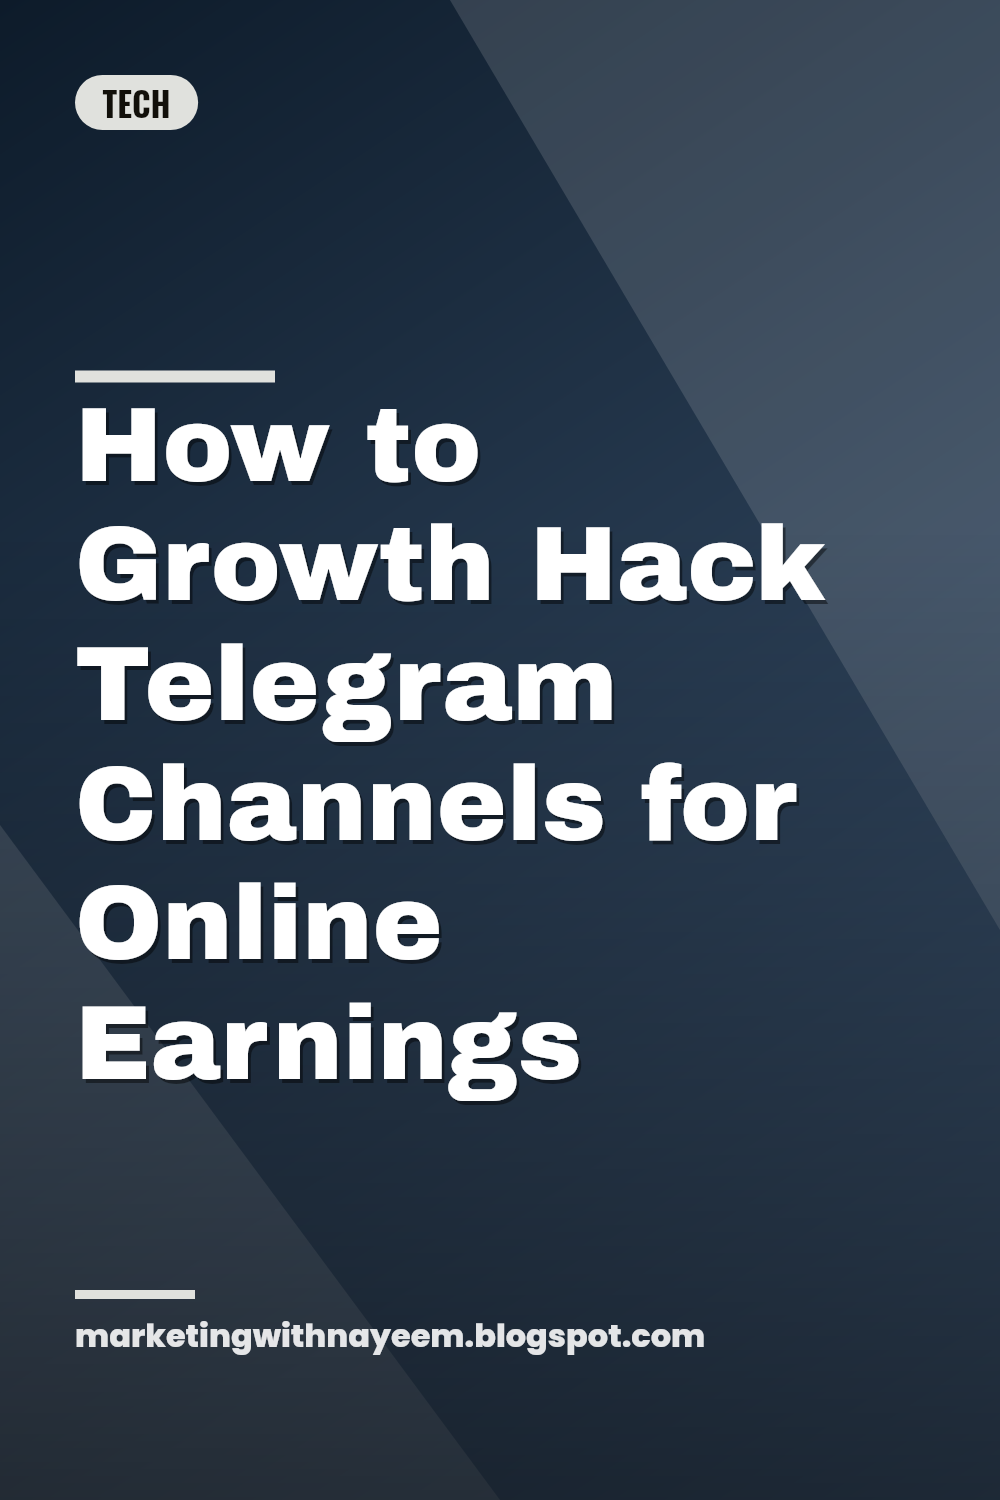 TECH
How to
Growth Hack
Telegram
Channels for
Online
Earnings
marketingwithnayeem.blogspot.com